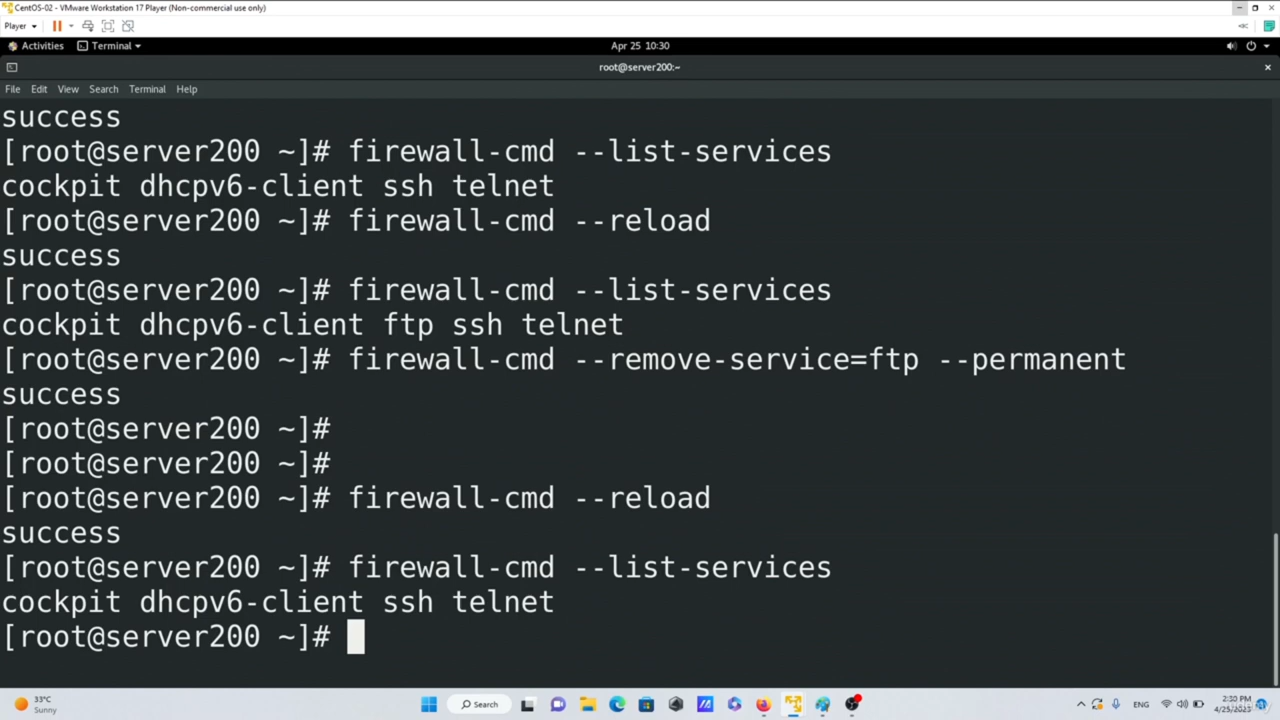 CentOS-02 - VMware Workstation 17 Player (Non-commercial use only)
Player
Activities Terminal Apr 25 10:30
root@server200:~
File Edit View Search Terminal Help
success
[root@server200 ~]# firewall-cmd --list-services
cockpit dhcpv6-client ssh telnet
[root@server200 ~]# firewall-cmd --reload
success
[root@server200 ~]# firewall-cmd --list-services
cockpit dhcpv6-client ftp ssh telnet
[root@server200 ~]# firewall-cmd --remove-service=ftp --permanent
success
[root@server200 ~]#
[root@server200 ~]#
[root@server200 ~]# firewall-cmd --reload
success
[root@server200 ~]# firewall-cmd --list-services
cockpit dhcpv6-client ssh telnet
[root@server200 ~]#
33°C
Sunny
Search
ENG
2:30 PM